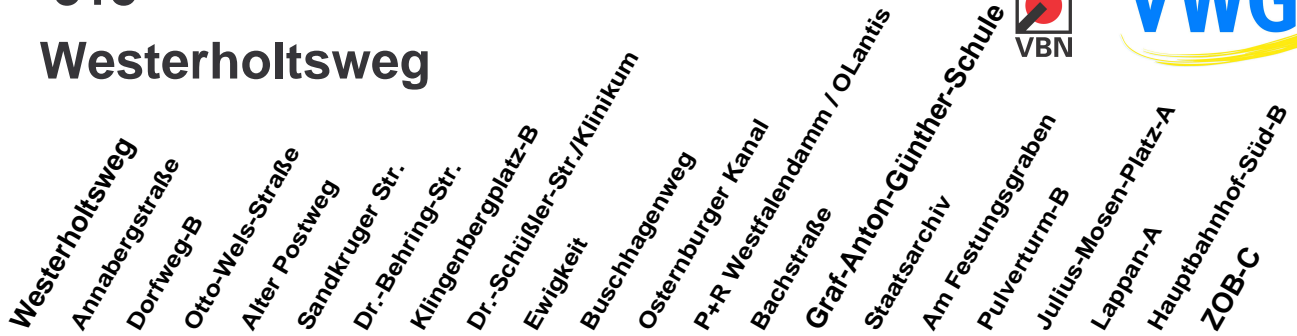 Westerholtsweg
VBN
VWG
Westerholtsweg
Annabergstraße
Dorfweg-B
Otto-Wels-Straße
Alter Postweg
Sandkruger Str.
Dr.-Behring-Str.
Klingenbergplatz-B
Dr.-Schüßler-Str./Klinikum
Ewigkeit
Buschhagenweg
Osternburger Kanal
P+R Westfalendamm / OLantis
Bachstraße
Graf-Anton-Günther-Schule
Staatsarchiv
Am Festungsgraben
Pulverturm-B
Julius-Mosen-Platz-A
Lappan-A
Hauptbahnhof-Süd-B
ZOB-C